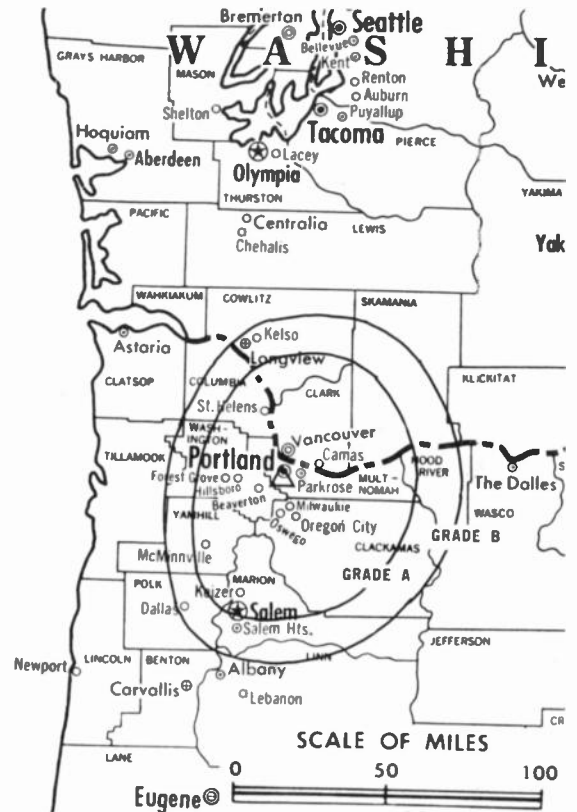 Bremerton
Seattle
W A S H I
Bellevue
GRAYS HARBOR
Kent
We
MASON
Renton
Auburn
Shelton
Puyallup
Tacoma
Hoquiam
PIERCE
Aberdeen
Lacey
Olympia
YAKIMA
THURSTON
PACIFIC
Centralia
LEWIS
Chehalis
Yak
WAHKIAKUM
COWLITZ
SKAMANIA
Kelso
Astoria
Longview
CLATSOP
COLUMBIA
CLARK
KLICKITAT
St. Helens
WASH-
INGTON
Vancouver
TILLAMOOK
Portland
Camas
HOOD
RIVER
Forest Grove
Parkrose
MULT-
NOMAH
The Dalles
S
Hillsboro
Beaverton
Milwaukie
WASCO
YAMHILL
Oswego
Oregon City
GRADE B
McMinnville
CLACKAMAS
GRADE A
POLK
MARION
Keizer
Dallas
Salem
Salem Hts.
JEFFERSON
Newport
LINCOLN
BENTON
LINN
Albany
Carvallis
Lebanon
CR
SCALE OF MILES
LANE
0 50 100
Eugene